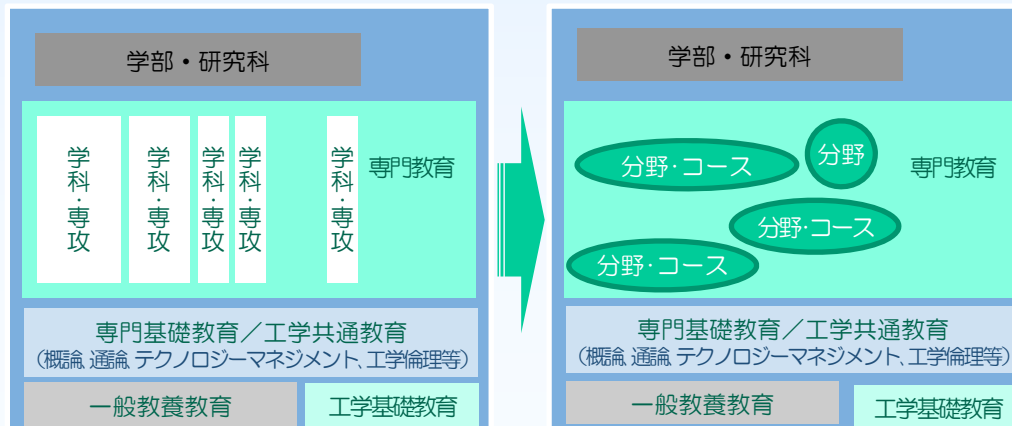 学部・研究科
学科・専攻
学科・専攻
学科・専攻
学科・専攻
学科・専攻
専門教育
専門基礎教育／工学共通教育
（概論、通論、テクノロジーマネジメント、工学倫理等）
一般教養教育
工学基礎教育
学部・研究科
分野・コース
分野
専門教育
分野・コース
分野・コース
専門基礎教育／工学共通教育
（概論、通論、テクノロジーマネジメント、工学倫理等）
一般教養教育
工学基礎教育